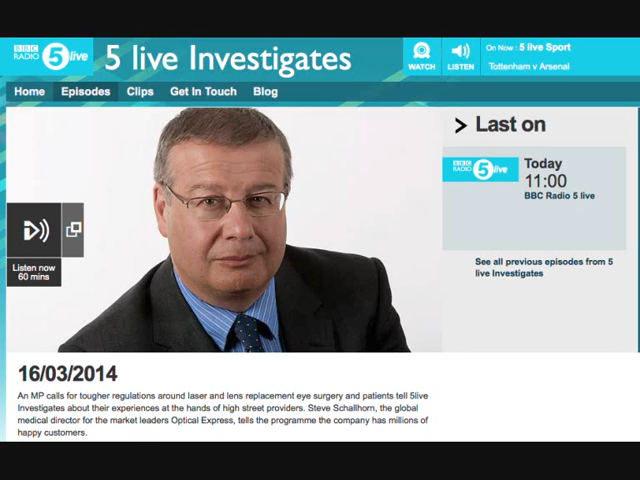 BBC RADIO 5 live 5 live Investigates
WATCH LISTEN
On Now : 5 live Sport
Tottenham v Arsenal
Home Episodes Clips Get In Touch Blog
Last on
BBC RADIO 5 live
Today
11:00
BBC Radio 5 live
See all previous episodes from 5
live Investigates
Listen now
60 mins
16/03/2014
An MP calls for tougher regulations around laser and lens replacement eye surgery and patients tell 5live
Investigates about their experiences at the hands of high street providers. Steve Schallhorn, the global
medical director for the market leaders Optical Express, tells the programme the company has millions of
happy customers.